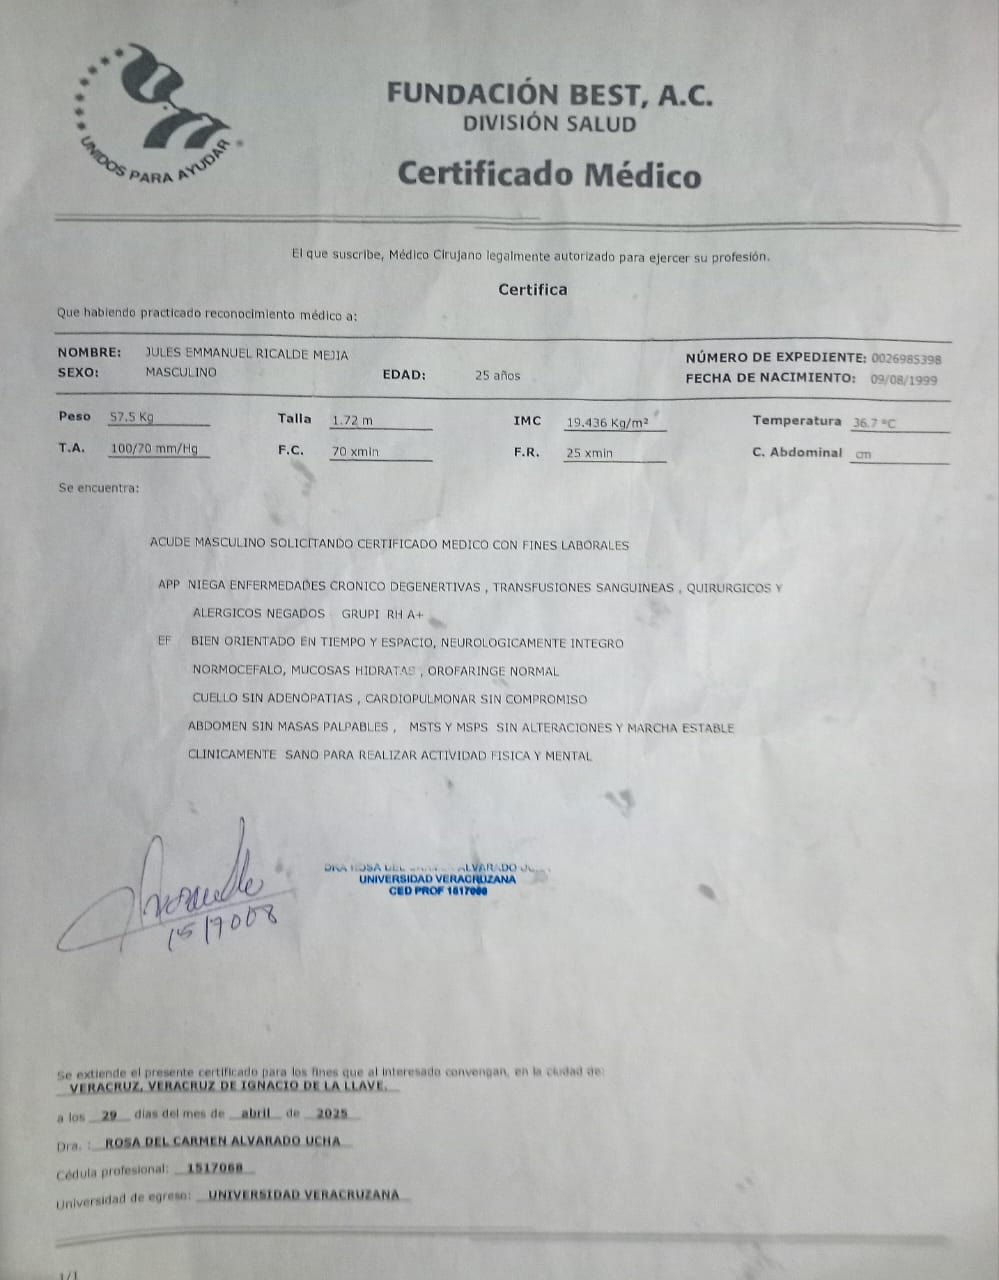 UNIDOS PARA AYUDAR
FUNDACIÓN BEST, A.C.
DIVISIÓN SALUD
Certificado Médico
El que suscribe, Médico Cirujano legalmente autorizado para ejercer su profesión.
Certifica
Que habiendo practicado reconocimiento médico a:
NOMBRE: JULES EMMANUEL RICALDE MEJIA NÚMERO DE EXPEDIENTE: 0026985398
SEXO: MASCULINO EDAD: 25 años FECHA DE NACIMIENTO: 09/08/1999
Peso 57.5 Kg Talla 1.72 m IMC 19.436 Kg/m² Temperatura 36.7 °C
T.A. 100/70 mm/Hg F.C. 70 xmin F.R. 25 xmin C. Abdominal cm
Se encuentra:
ACUDE MASCULINO SOLICITANDO CERTIFICADO MEDICO CON FINES LABORALES
APP NIEGA ENFERMEDADES CRONICO DEGENERTIVAS , TRANSFUSIONES SANGUINEAS , QUIRURGICOS Y
ALERGICOS NEGADOS GRUPI RH A+
EF BIEN ORIENTADO EN TIEMPO Y ESPACIO, NEUROLOGICAMENTE INTEGRO
NORMOCEFALO, MUCOSAS HIDRATAS , OROFARINGE NORMAL
CUELLO SIN ADENOPATIAS , CARDIOPULMONAR SIN COMPROMISO
ABDOMEN SIN MASAS PALPABLES , MSTS Y MSPS SIN ALTERACIONES Y MARCHA ESTABLE
CLINICAMENTE SANO PARA REALIZAR ACTIVIDAD FISICA Y MENTAL
DRA ROSA DEL ALVARADO
UNIVERSIDAD VERACRUZANA
CED PROF
Se extiende el presente certificado para los fines que al interesado convengan, en la ciudad de:
VERACRUZ, VERACRUZ DE IGNACIO DE LA LLAVE.
a los 29 días del mes de abril de 2025
Dra. : ROSA DEL CARMEN ALVARADO UCHA
Cédula profesional: 1517068
Universidad de egreso: UNIVERSIDAD VERACRUZANA
1/1